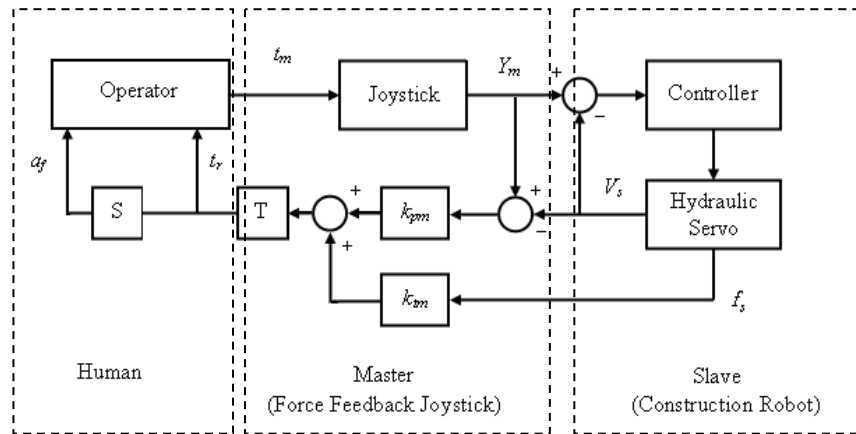 Operator
t_m
Joystick
Y_m
+
−
Controller
a_f
t_r
S
T
+
+
k_pm
+
−
V_s
Hydraulic
Servo
k_tm
f_s
Human
Master
(Force Feedback Joystick)
Slave
(Construction Robot)